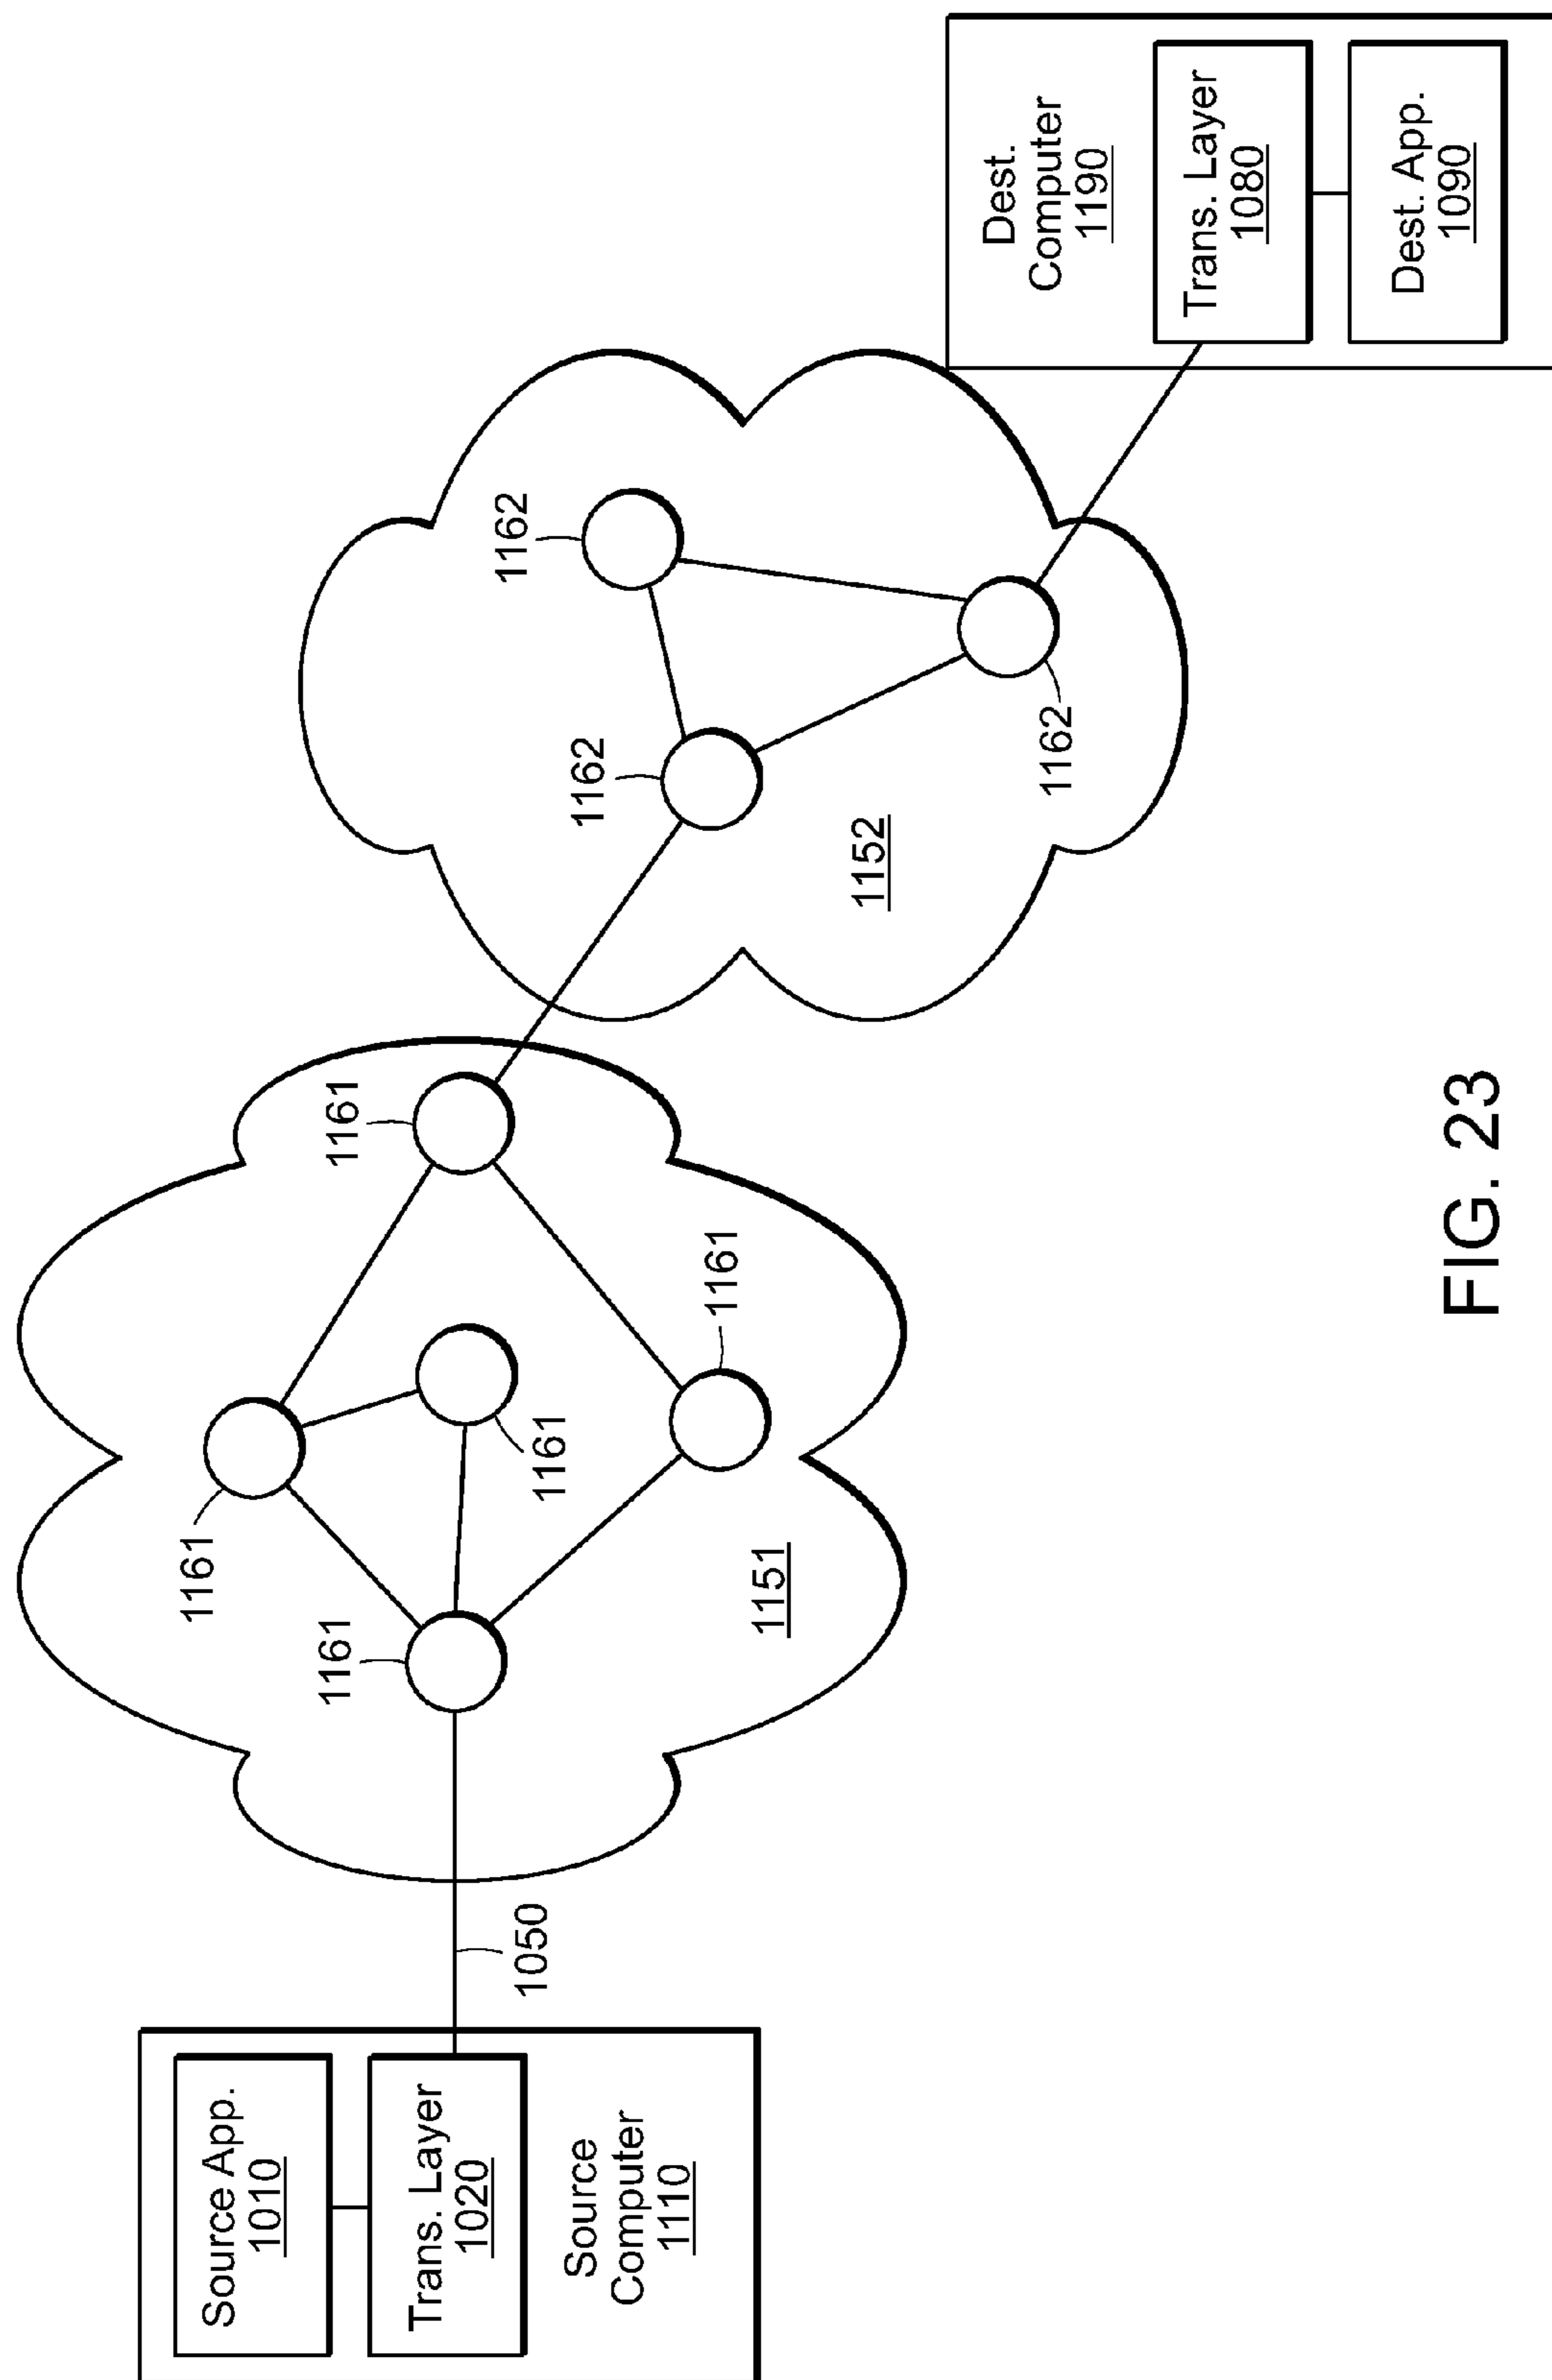 Source App.
1010
Trans. Layer
1020
Source
Computer
1110
1050
1161
1161
1161
1161
1161
1151
1162
1162
1162
1152
Dest.
Computer
1190
Trans. Layer
1080
Dest. App.
1090
FIG. 23